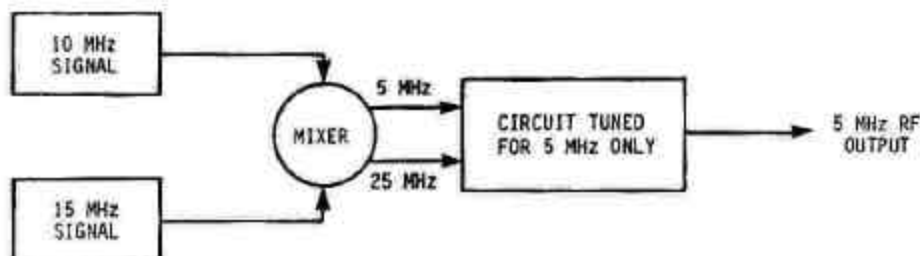 10 MHz
SIGNAL
5 MHz
MIXER
25 MHz
CIRCUIT TUNED
FOR 5 MHz ONLY
5 MHz RF
OUTPUT
15 MHz
SIGNAL